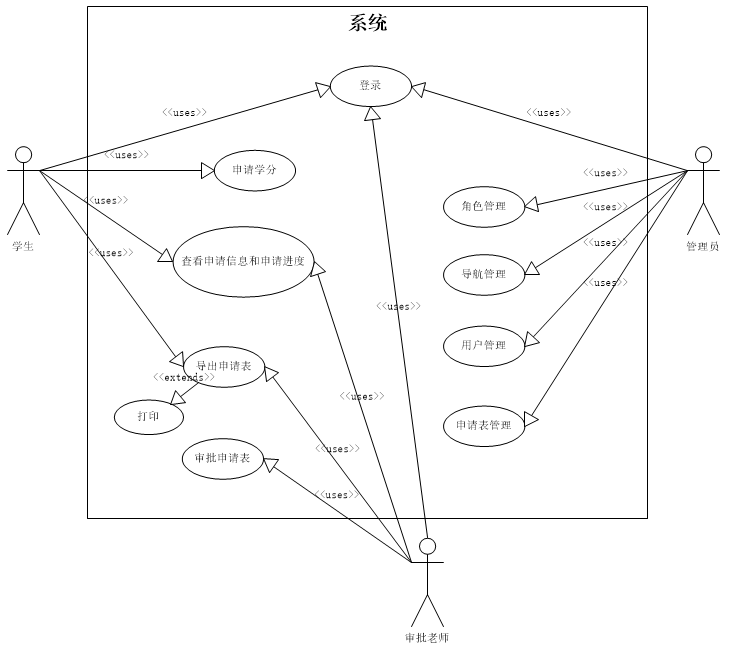 系统
登录
<<uses>>
<<uses>>
<<uses>>
申请学分
<<uses>>
角色管理
<<uses>>
<<uses>>
学生
管理员
<<uses>>
<<uses>>
查看申请信息和申请进度
导航管理
<<uses>>
<<uses>>
用户管理
导出申请表
<<extends>>
<<uses>>
打印
申请表管理
<<uses>>
审批申请表
<<uses>>
审批老师